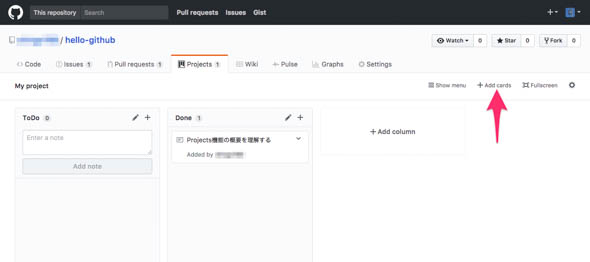 This repository Search Pull requests Issues Gist
/ hello-github Watch 0 Star 0 Fork 0
Code Issues 1 Pull requests 1 Projects 1 Wiki Pulse Graphs Settings
My project Show menu + Add cards Fullscreen
ToDo 0 Done 1
Enter a note
Add note
Projects機能の概要を理解する
Added by
+ Add column